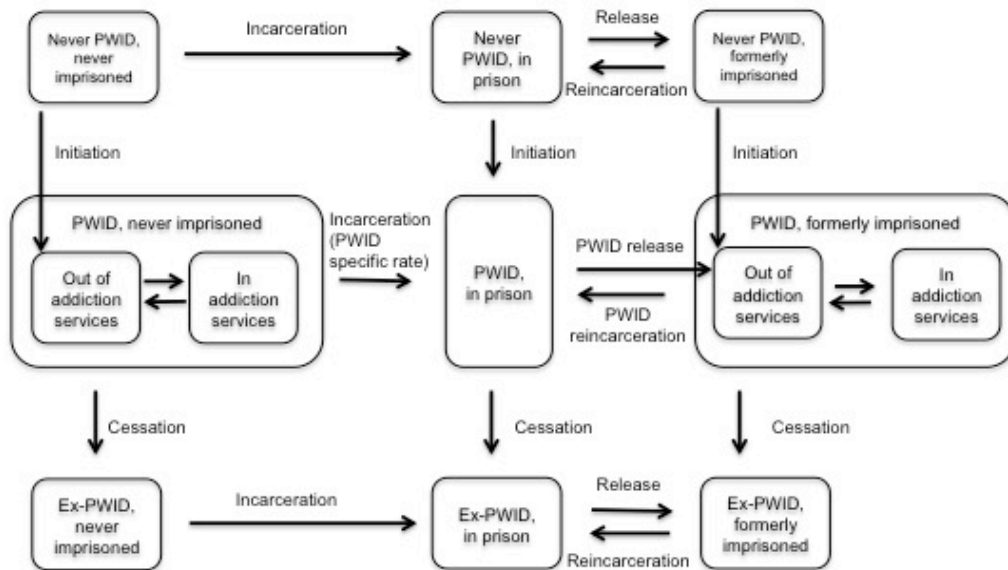 Never PWID,
never
imprisoned
Incarceration
Never
PWID, in
prison
Release
Reincarceration
Never PWID,
formerly
imprisoned
Initiation
Initiation
Initiation
PWID, never imprisoned
Out of
addiction
services
In
addiction
services
Incarceration
(PWID
specific rate)
PWID,
in prison
PWID release
PWID
reincarceration
PWID, formerly imprisoned
Out of
addiction
services
In
addiction
services
Cessation
Cessation
Cessation
Ex-PWID,
never
imprisoned
Incarceration
Ex-PWID,
in prison
Release
Reincarceration
Ex-PWID,
formerly
imprisoned